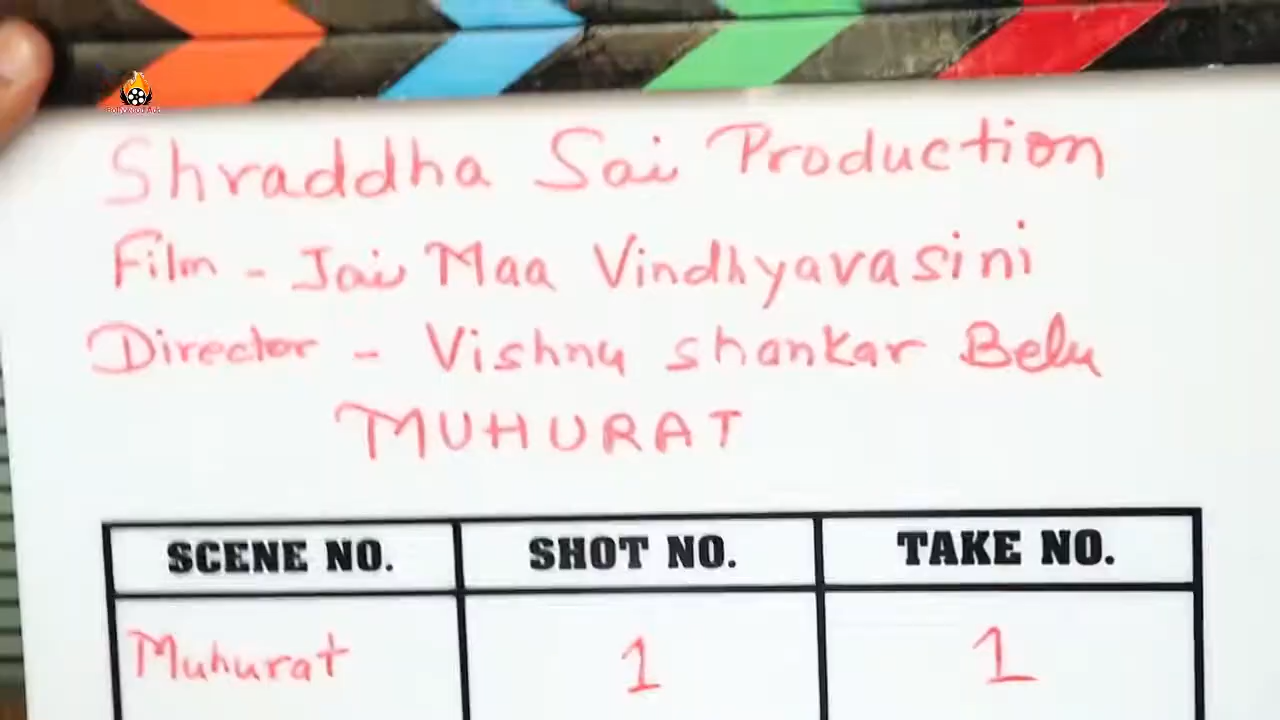 Shraddha Sai Production
Film - Jai Maa Vindhyavasini
Director - Vishnu Shankar Belu
MUHURAT
SCENE NO. SHOT NO. TAKE NO.
Muhurat 1 1